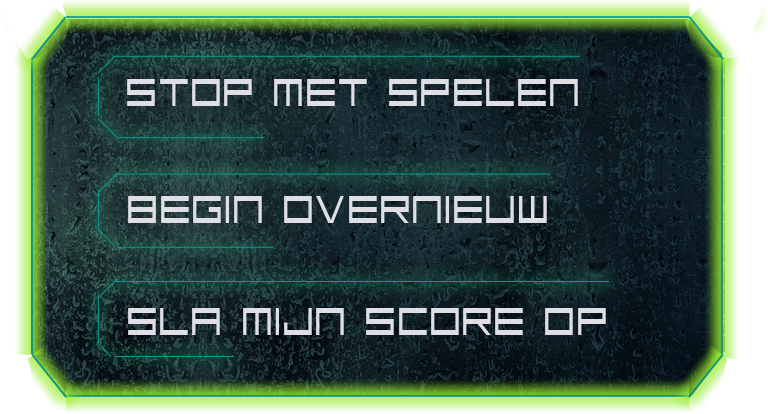 STOP MET SPELEN
BEGIN OVERNIEUW
SLA MIJN SCORE OP